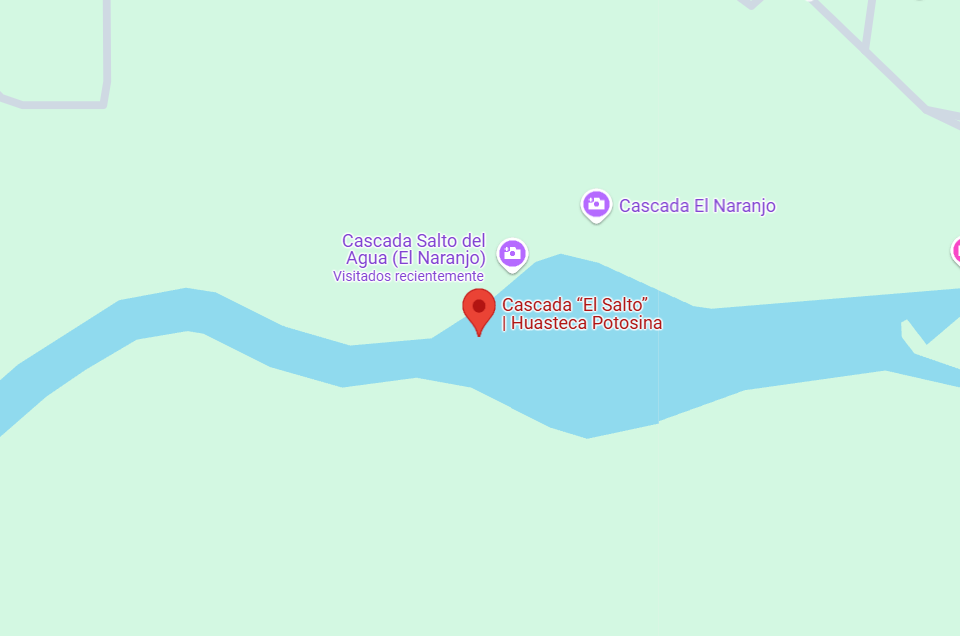 Cascada El Naranjo
Cascada Salto del
Agua (El Naranjo)
Visitados recientemente
Cascada “El Salto”
| Huasteca Potosina